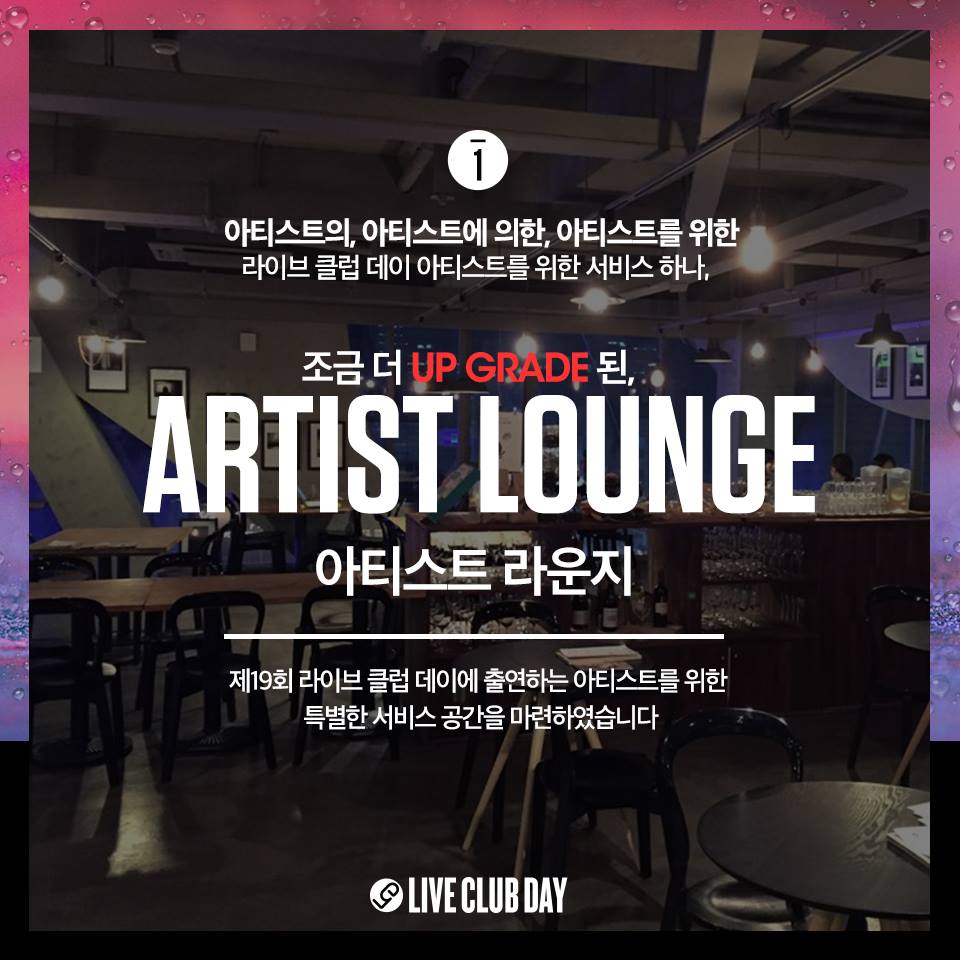 1
아티스트의, 아티스트에 의한, 아티스트를 위한
라이브 클럽 데이 아티스트를 위한 서비스 하나,
조금 더 UP GRADE 된,
ARTIST LOUNGE
아티스트 라운지
제19회 라이브 클럽 데이에 출연하는 아티스트를 위한
특별한 서비스 공간을 마련하였습니다
LIVE CLUB DAY